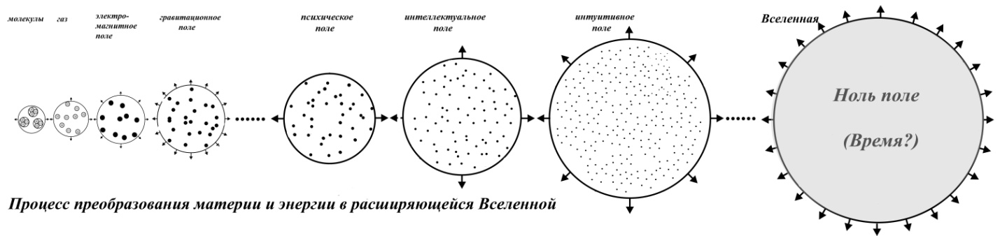 молекулы
газ
электро-
магнитное
поле
гравитационное
поле
психическое
поле
интеллектуальное
поле
интуитивное
поле
Вселенная
Ноль поле
(Время?)
Процесс преобразования материи и энергии в расширяющейся Вселенной